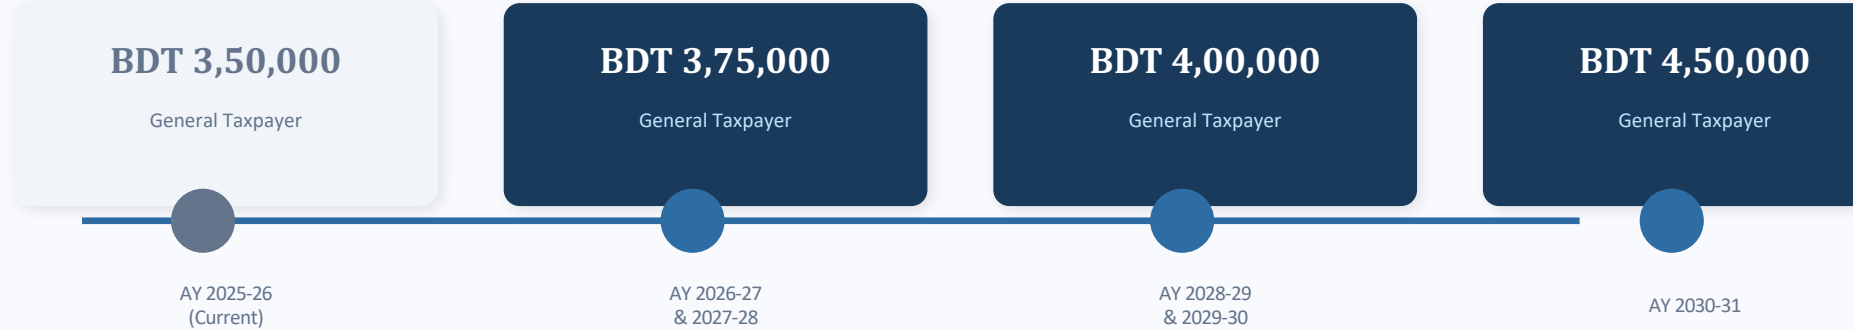 BDT 3,50,000
General Taxpayer
BDT 3,75,000
General Taxpayer
BDT 4,00,000
General Taxpayer
BDT 4,50,000
General Taxpayer
AY 2025-26
(Current)
AY 2026-27
& 2027-28
AY 2028-29
& 2029-30
AY 2030-31